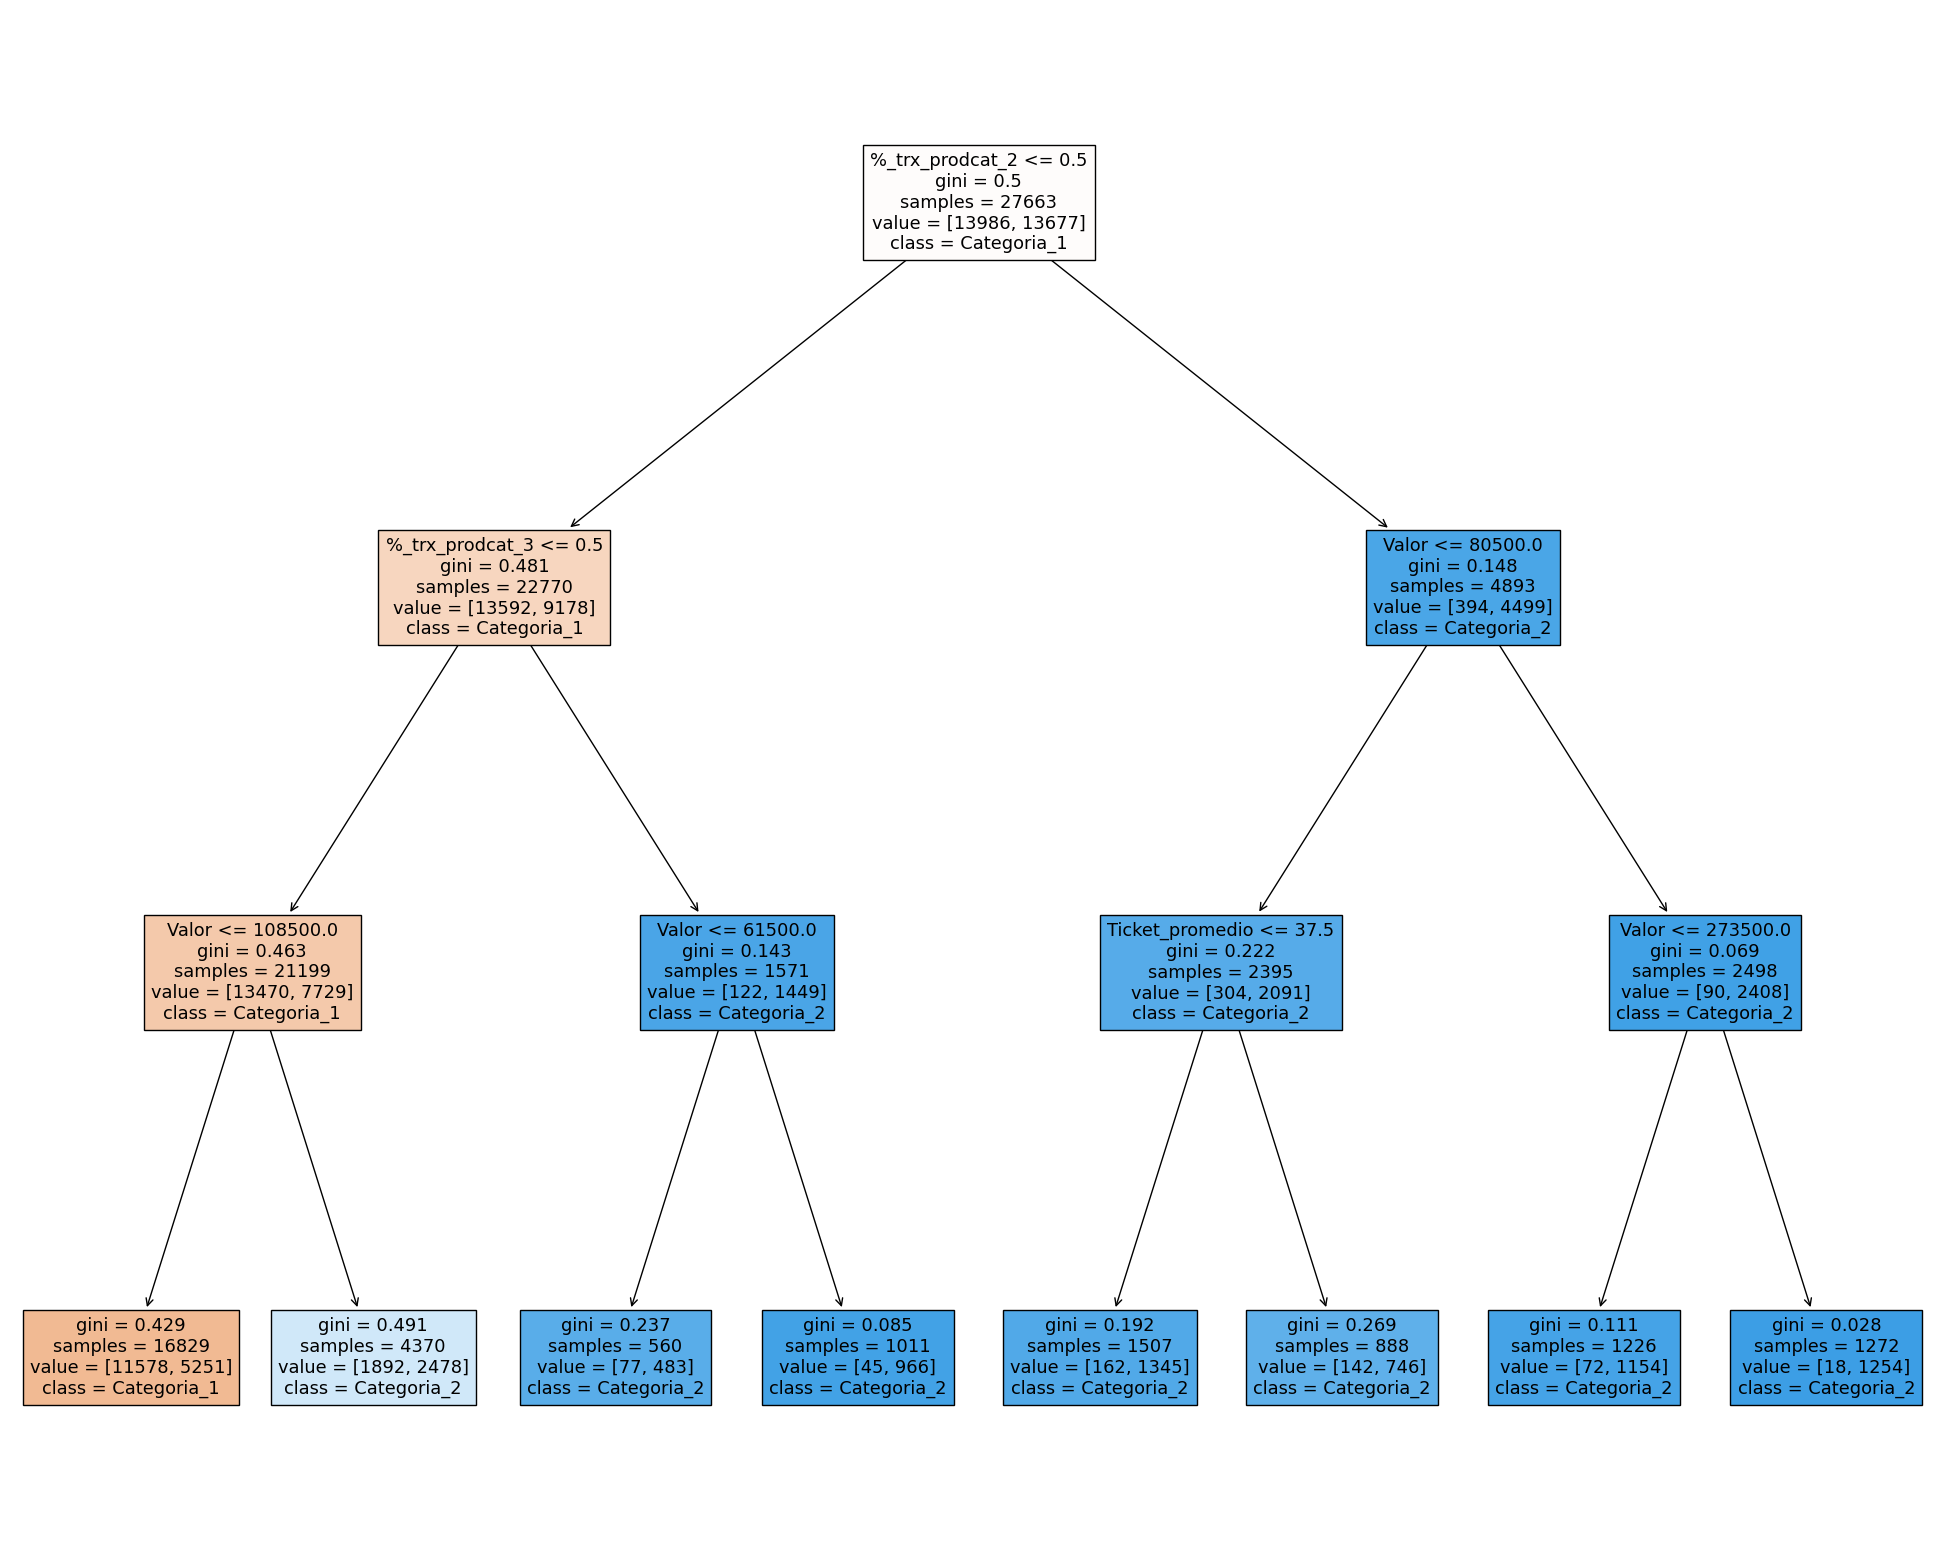 %_trx_prodcat_2 <= 0.5
gini = 0.5
samples = 27663
value = [13986, 13677]
class = Categoria_1
%_trx_prodcat_3 <= 0.5
gini = 0.481
samples = 22770
value = [13592, 9178]
class = Categoria_1
Valor <= 80500.0
gini = 0.148
samples = 4893
value = [394, 4499]
class = Categoria_2
Valor <= 108500.0
gini = 0.463
samples = 21199
value = [13470, 7729]
class = Categoria_1
Valor <= 61500.0
gini = 0.143
samples = 1571
value = [122, 1449]
class = Categoria_2
Ticket_promedio <= 37.5
gini = 0.222
samples = 2395
value = [304, 2091]
class = Categoria_2
Valor <= 273500.0
gini = 0.069
samples = 2498
value = [90, 2408]
class = Categoria_2
gini = 0.429
samples = 16829
value = [11578, 5251]
class = Categoria_1
gini = 0.491
samples = 4370
value = [1892, 2478]
class = Categoria_2
gini = 0.237
samples = 560
value = [77, 483]
class = Categoria_2
gini = 0.085
samples = 1011
value = [45, 966]
class = Categoria_2
gini = 0.192
samples = 1507
value = [162, 1345]
class = Categoria_2
gini = 0.269
samples = 888
value = [142, 746]
class = Categoria_2
gini = 0.111
samples = 1226
value = [72, 1154]
class = Categoria_2
gini = 0.028
samples = 1272
value = [18, 1254]
class = Categoria_2